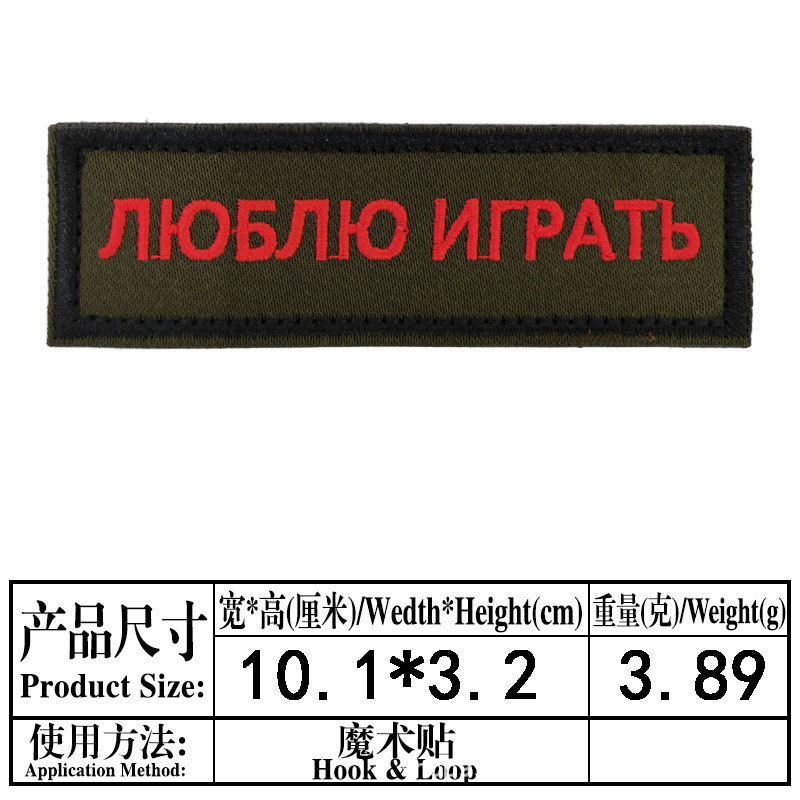 ЛЮБЛЮ ИГРАТЬ
产品尺寸
Product Size:
宽*高(厘米)/Wedth*Height(cm)
重量(克)/Weight(g)
10.1*3.2
3.89
使用方法:
Application Method:
魔术贴
Hook & Loop